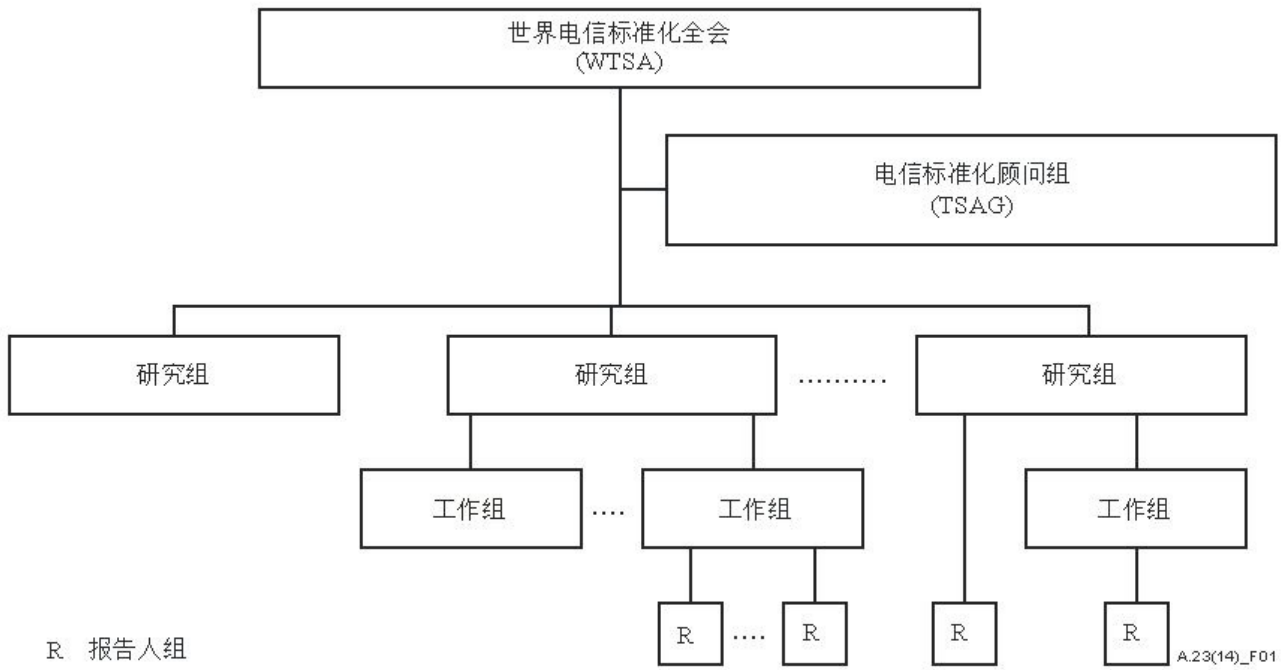 世界电信标准化全会
(WTSA)
电信标准化顾问组
(TSAG)
研究组
研究组
..........
研究组
工作组
....
工作组
工作组
R
....
R
R
R
R 报告人组
A.23(14)_F01